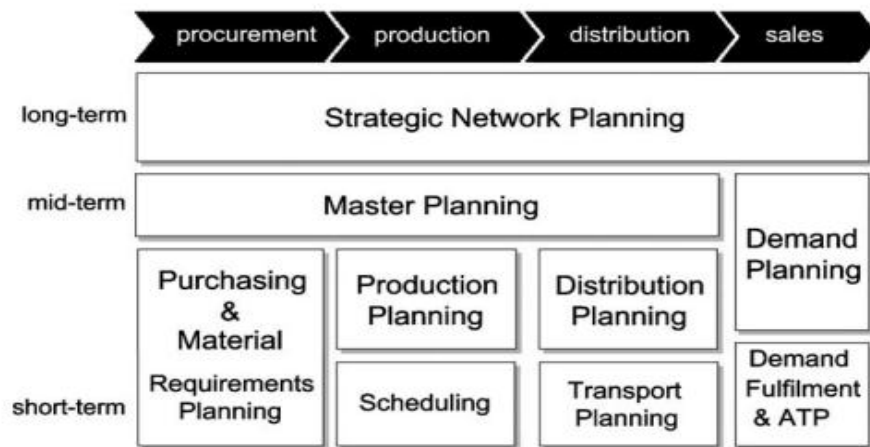 procurement
production
distribution
sales
long-term
Strategic Network Planning
mid-term
Master Planning
Demand
Planning
Purchasing
&
Material
Requirements
Planning
Production
Planning
Distribution
Planning
short-term
Scheduling
Transport
Planning
Demand
Fulfilment
& ATP